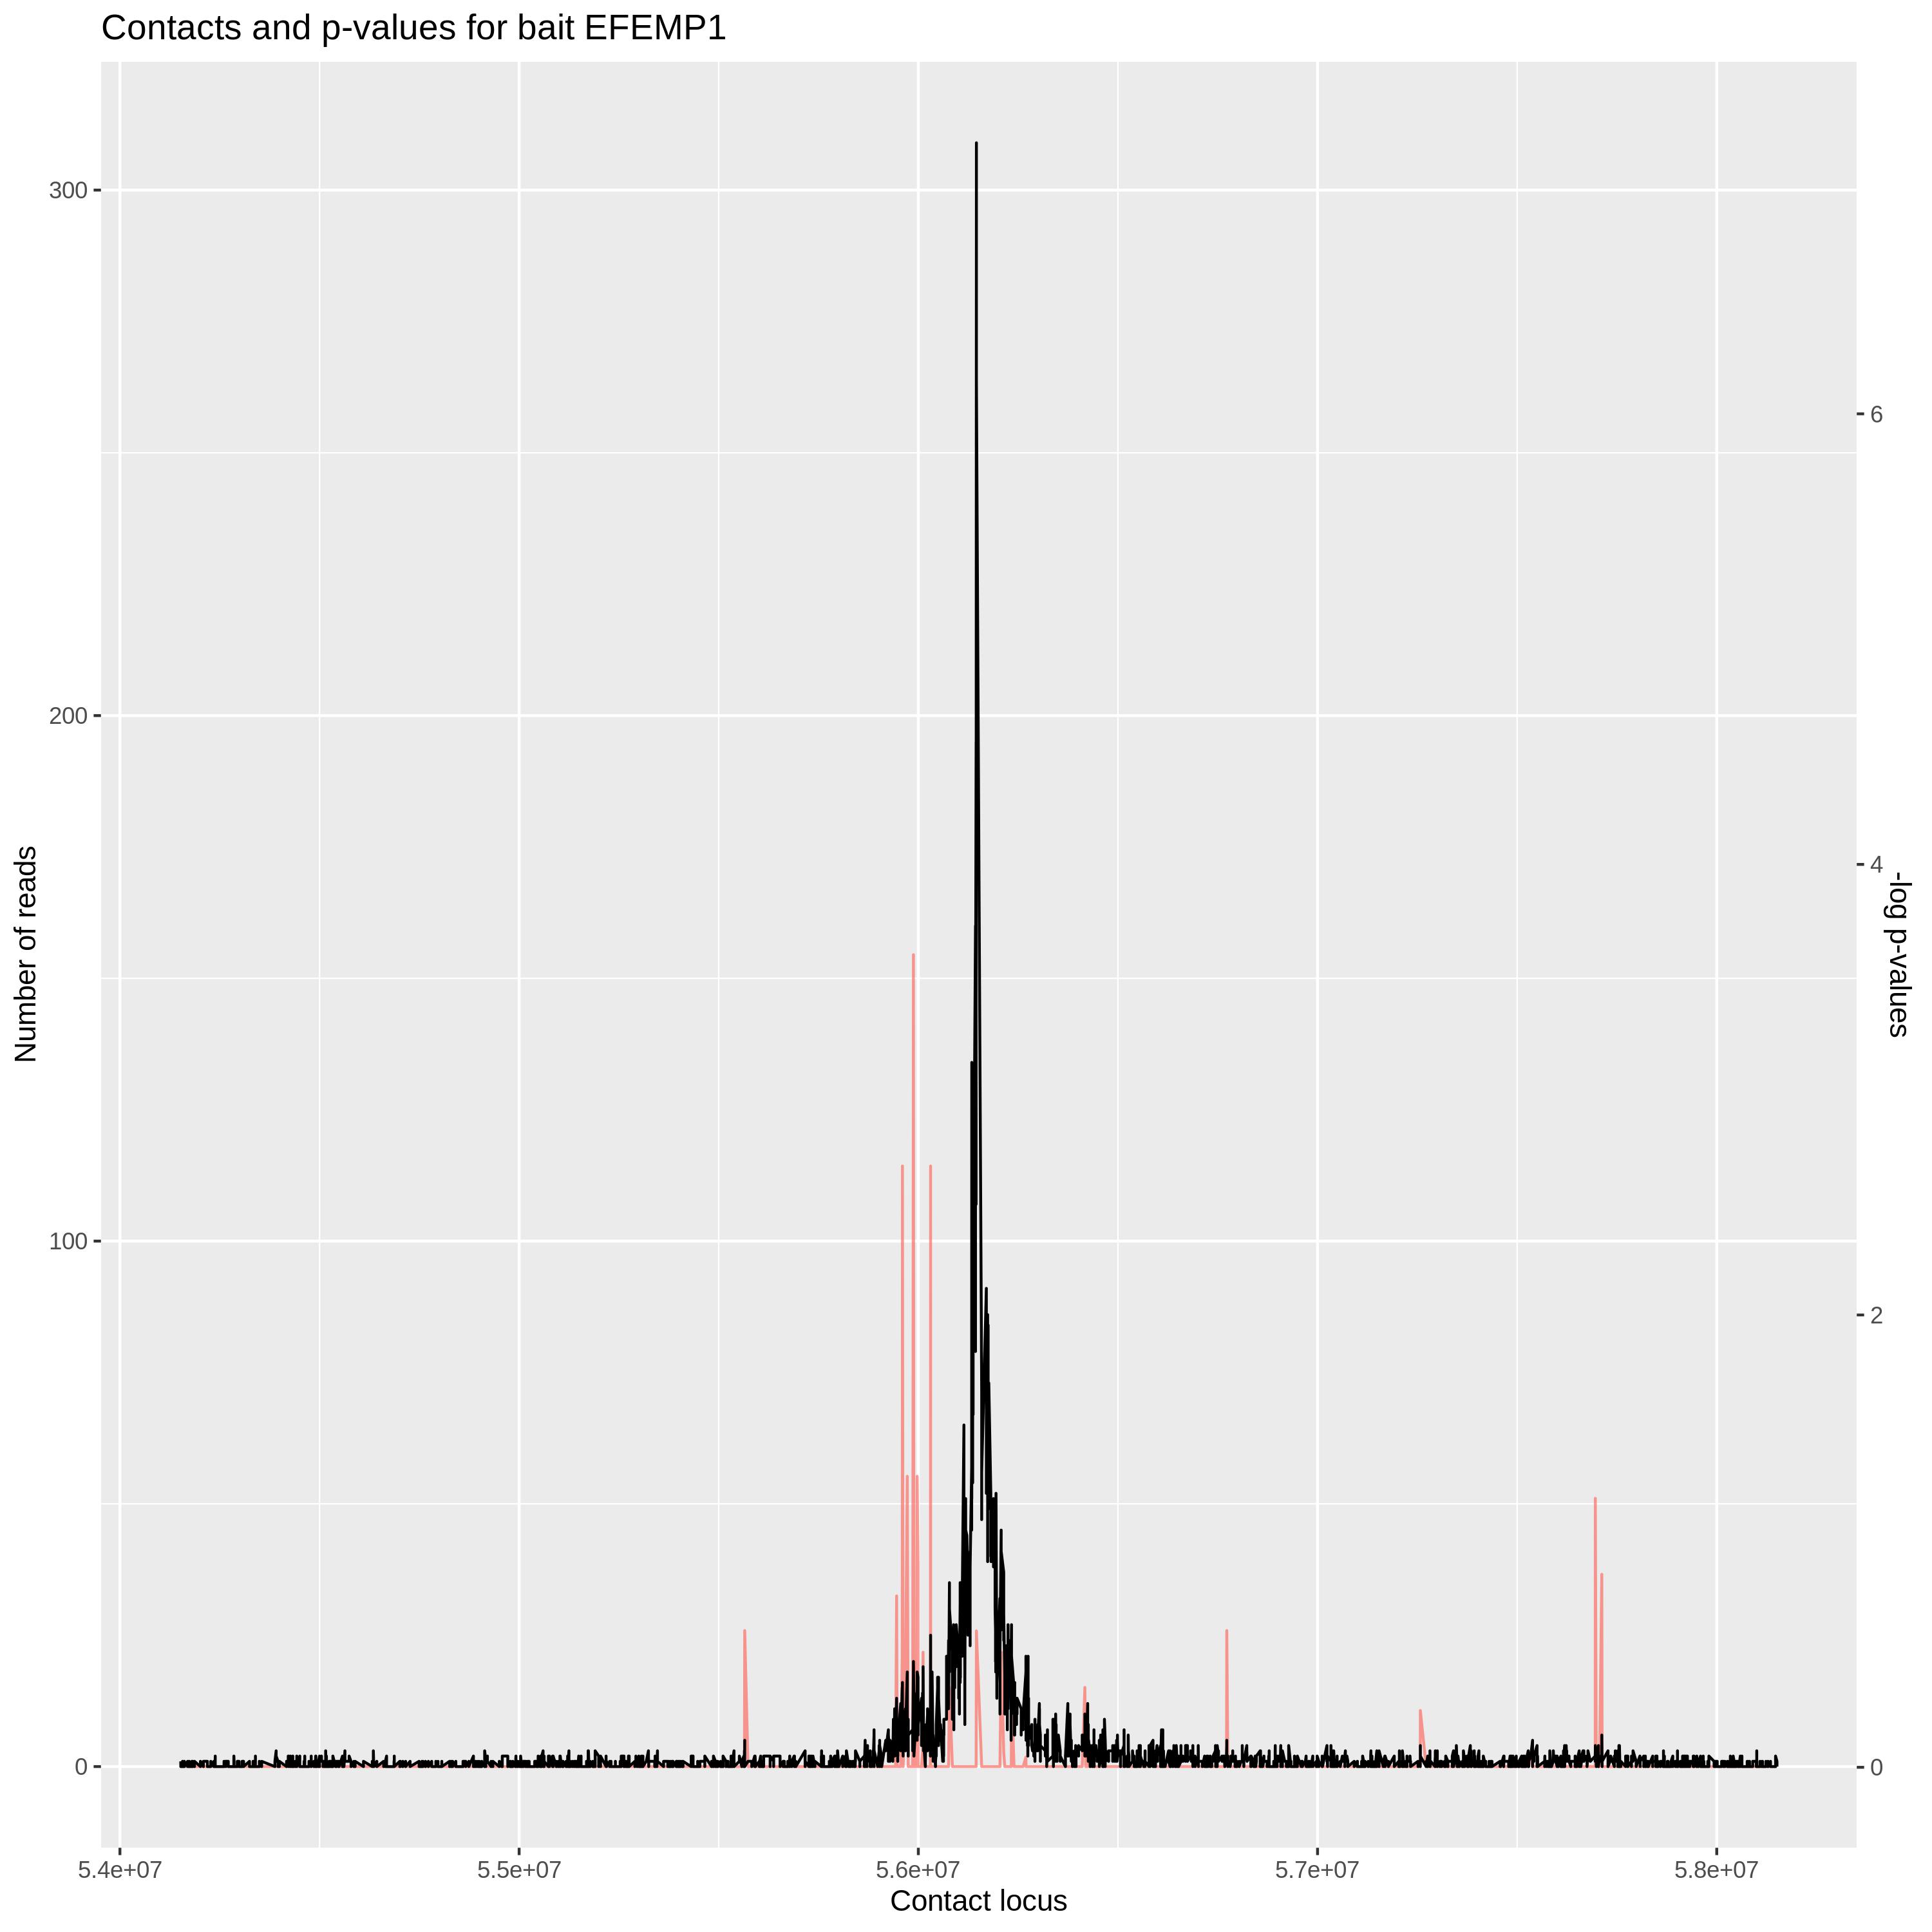 Contacts and p-values for bait EFEMP1
300
200
100
0
Number of reads
6
4
2
0
-log p-values
5.4e+07
5.5e+07
5.6e+07
5.7e+07
5.8e+07
Contact locus